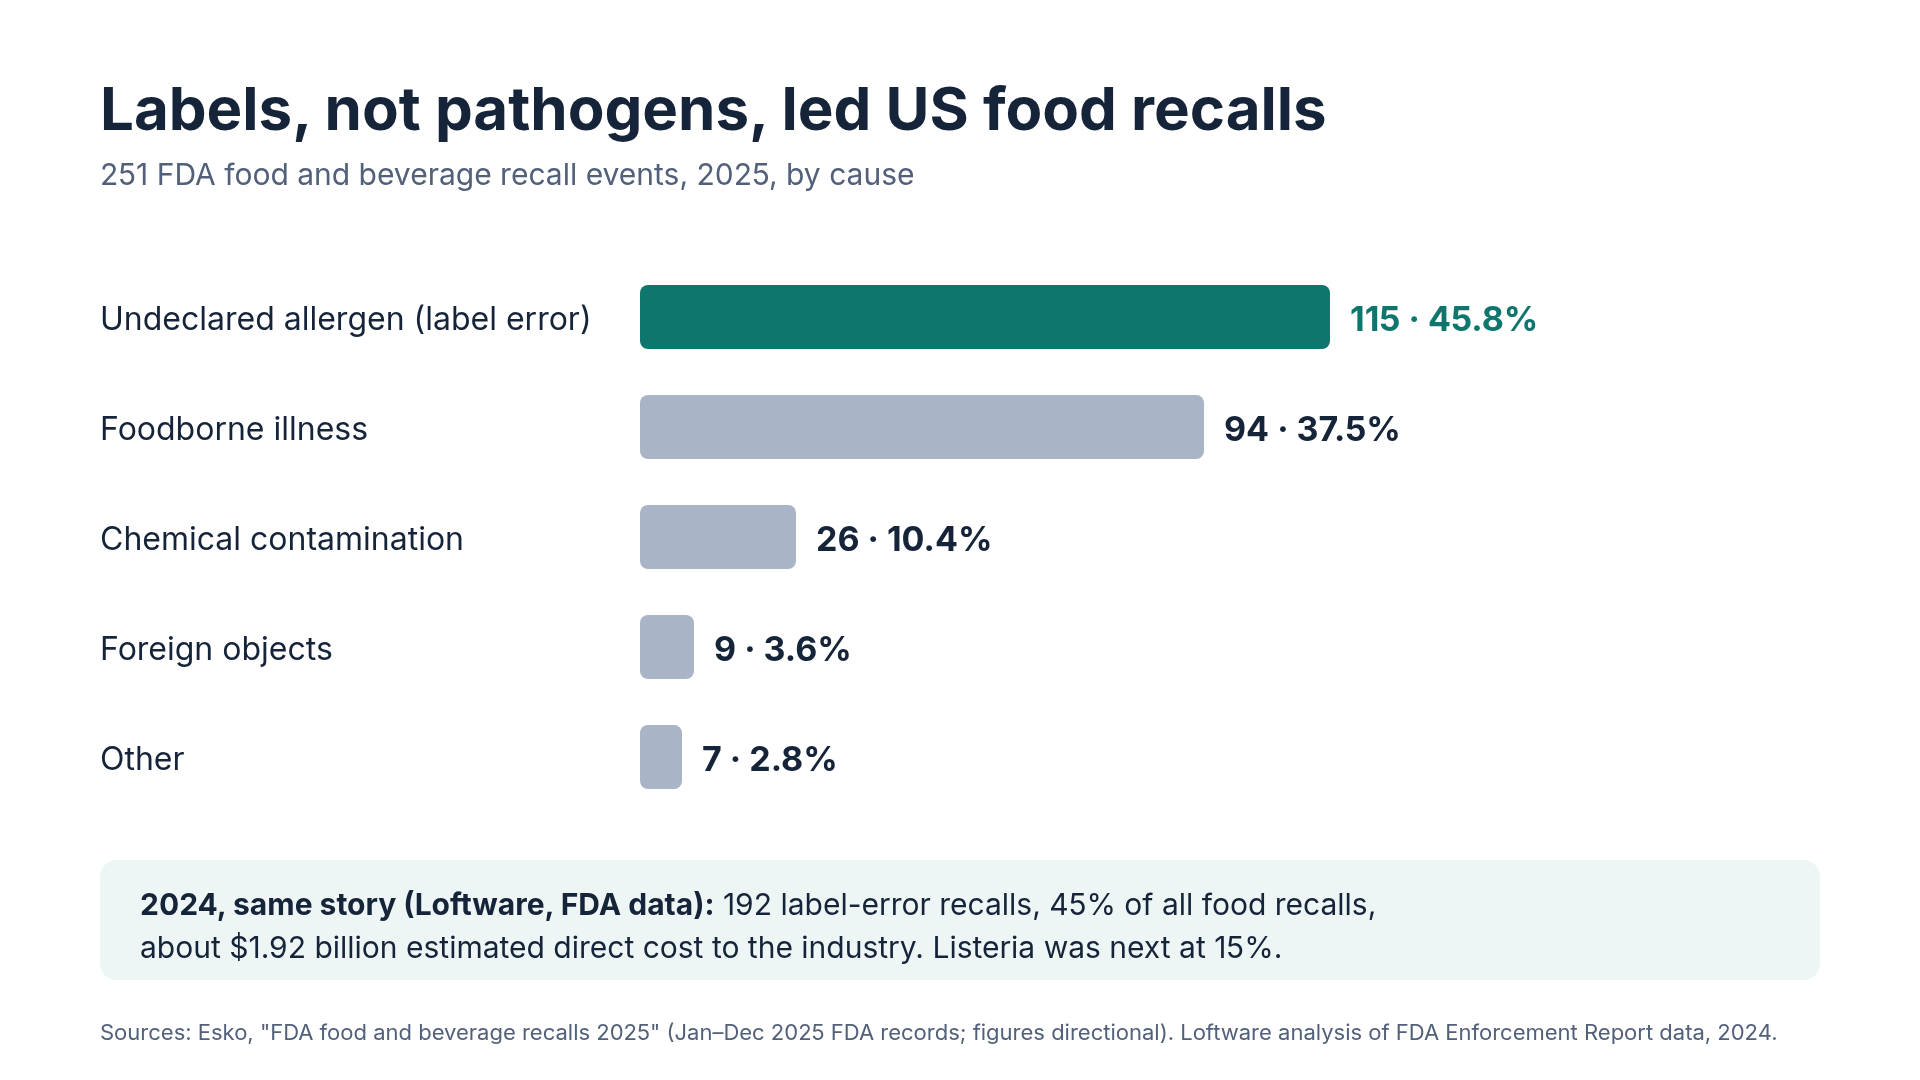 Labels, not pathogens, led US food recalls
251 FDA food and beverage recall events, 2025, by cause
Undeclared allergen (label error) 115 · 45.8%
Foodborne illness 94 · 37.5%
Chemical contamination 26 · 10.4%
Foreign objects 9 · 3.6%
Other 7 · 2.8%
2024, same story (Loftware, FDA data): 192 label-error recalls, 45% of all food recalls,
about $1.92 billion estimated direct cost to the industry. Listeria was next at 15%.
Sources: Esko, "FDA food and beverage recalls 2025" (Jan–Dec 2025 FDA records; figures directional). Loftware analysis of FDA Enforcement Report data, 2024.